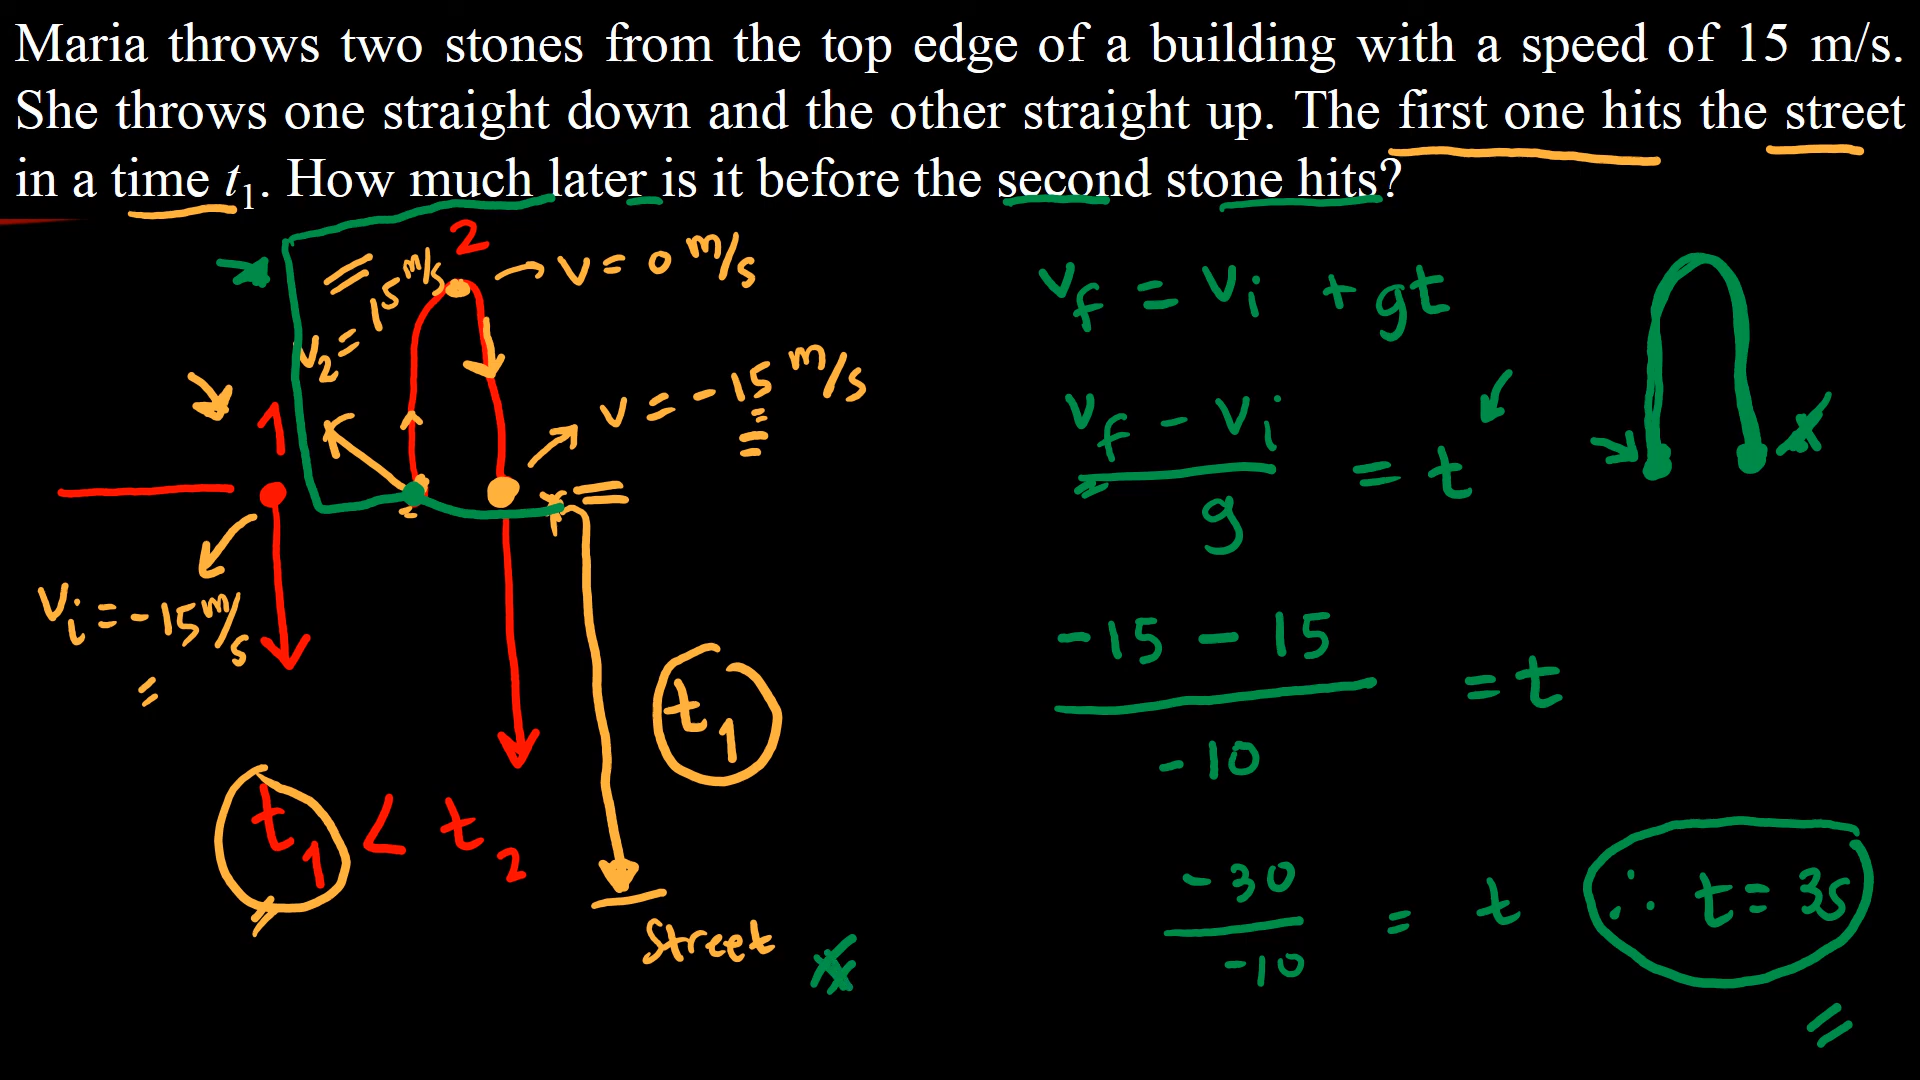 Maria throws two stones from the top edge of a building with a speed of 15 m/s.
She throws one straight down and the other straight up. The first one hits the street
in a time t₁. How much later is it before the second stone hits?
2
v = 0 m/s
v₂ = 15 m/s
v = -15 m/s
1
2
vᵢ = -15 m/s
t₁
t₁ < t₂
Street
v_f = vᵢ + gt
v_f - vᵢ
g
= t
-15 - 15
-10
= t
-30
-10
= t
∴ t = 3s